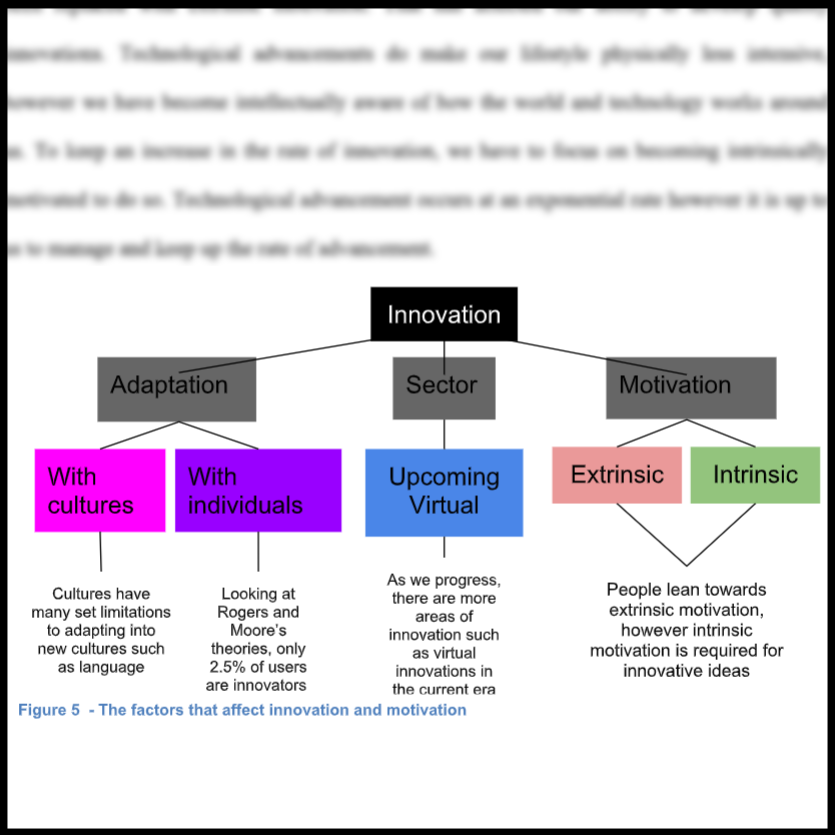 innovations. Technological advancements do make our lifestyle physically less intensive,
however we have become intellectually aware of how the world and technology works around
us. To keep an increase in the rate of innovation, we have to focus on becoming intrinsically
motivated to do so. Technological advancement occurs at an exponential rate however it is up to
us to manage and keep up the rate of advancement.
Innovation
Adaptation
Sector
Motivation
With
cultures
With
individuals
Upcoming
Virtual
Extrinsic
Intrinsic
Cultures have
many set limitations
to adapting into
new cultures such
as language
Looking at
Rogers and
Moore's
theories, only
2.5% of users
are innovators
As we progress,
there are more
areas of
innovation such
as virtual
innovations in
the current era
People lean towards
extrinsic motivation,
however intrinsic
motivation is required for
innovative ideas
Figure 5 - The factors that affect innovation and motivation